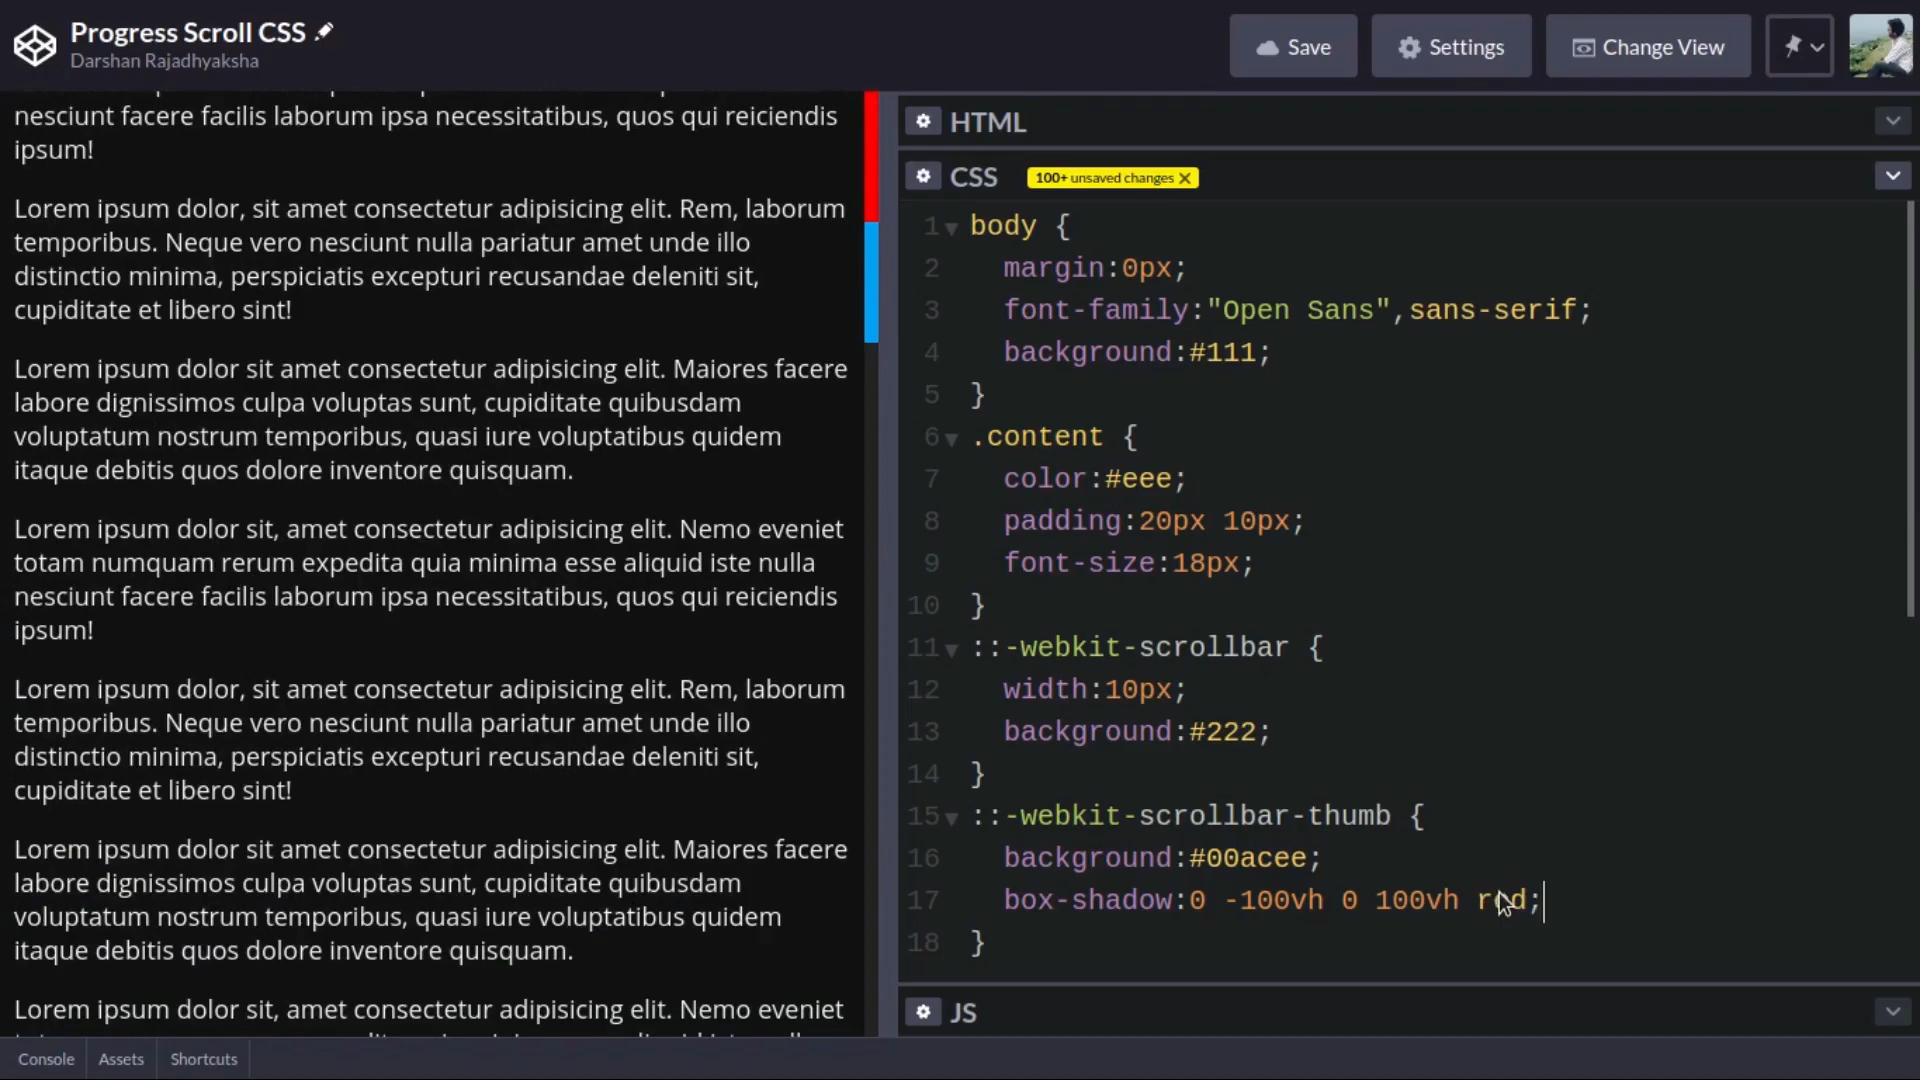 Progress Scroll CSS
Darshan Rajadhyaksha
Save
Settings
Change View
nesciunt facere facilis laborum ipsa necessitatibus, quos qui reiciendis
ipsum!
Lorem ipsum dolor, sit amet consectetur adipisicing elit. Rem, laborum
temporibus. Neque vero nesciunt nulla pariatur amet unde illo
distinctio minima, perspiciatis excepturi recusandae deleniti sit,
cupiditate et libero sint!
Lorem ipsum dolor sit amet consectetur adipisicing elit. Maiores facere
labore dignissimos culpa voluptas sunt, cupiditate quibusdam
voluptatum nostrum temporibus, quasi iure voluptatibus quidem
itaque debitis quos dolore inventore quisquam.
Lorem ipsum dolor sit, amet consectetur adipisicing elit. Nemo eveniet
totam numquam rerum expedita quia minima esse aliquid iste nulla
nesciunt facere facilis laborum ipsa necessitatibus, quos qui reiciendis
ipsum!
Lorem ipsum dolor, sit amet consectetur adipisicing elit. Rem, laborum
temporibus. Neque vero nesciunt nulla pariatur amet unde illo
distinctio minima, perspiciatis excepturi recusandae deleniti sit,
cupiditate et libero sint!
Lorem ipsum dolor sit amet consectetur adipisicing elit. Maiores facere
labore dignissimos culpa voluptas sunt, cupiditate quibusdam
voluptatum nostrum temporibus, quasi iure voluptatibus quidem
itaque debitis quos dolore inventore quisquam.
Lorem ipsum dolor sit, amet consectetur adipisicing elit. Nemo eveniet
HTML
CSS 100+ unsaved changes X
1 body {
2 margin:0px;
3 font-family:"Open Sans",sans-serif;
4 background:#111;
5 }
6 .content {
7 color:#eee;
8 padding:20px 10px;
9 font-size:18px;
10 }
11 ::-webkit-scrollbar {
12 width:10px;
13 background:#222;
14 }
15 ::-webkit-scrollbar-thumb {
16 background:#00acee;
17 box-shadow:0 -100vh 0 100vh red;
18 }
JS
Console
Assets
Shortcuts